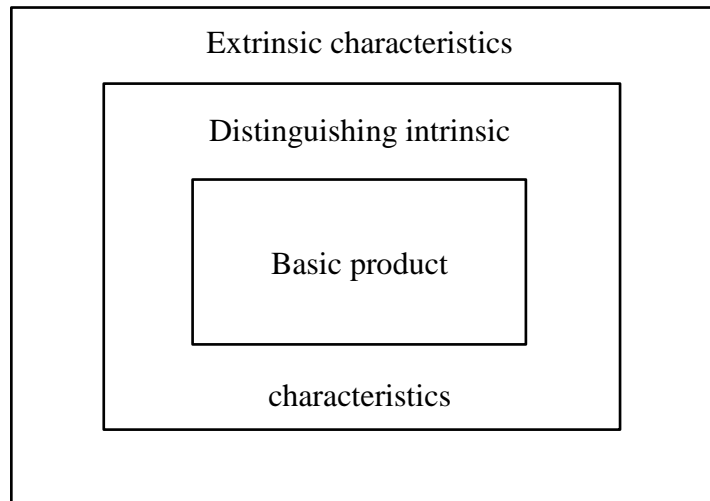 Extrinsic characteristics
Distinguishing intrinsic
Basic product
characteristics